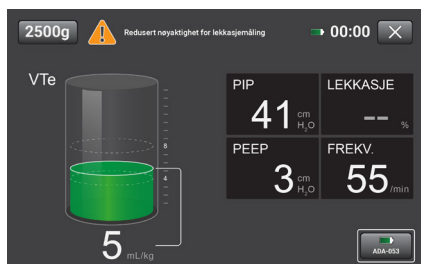 2500g
Redusert nøyaktighet for lekkasjemåling
00:00
VTe
8
4
5 mL/kg
PIP
41 cm H₂O
LEKKASJE
-- %
PEEP
3 cm H₂O
FREKV.
55 /min
ADA-053